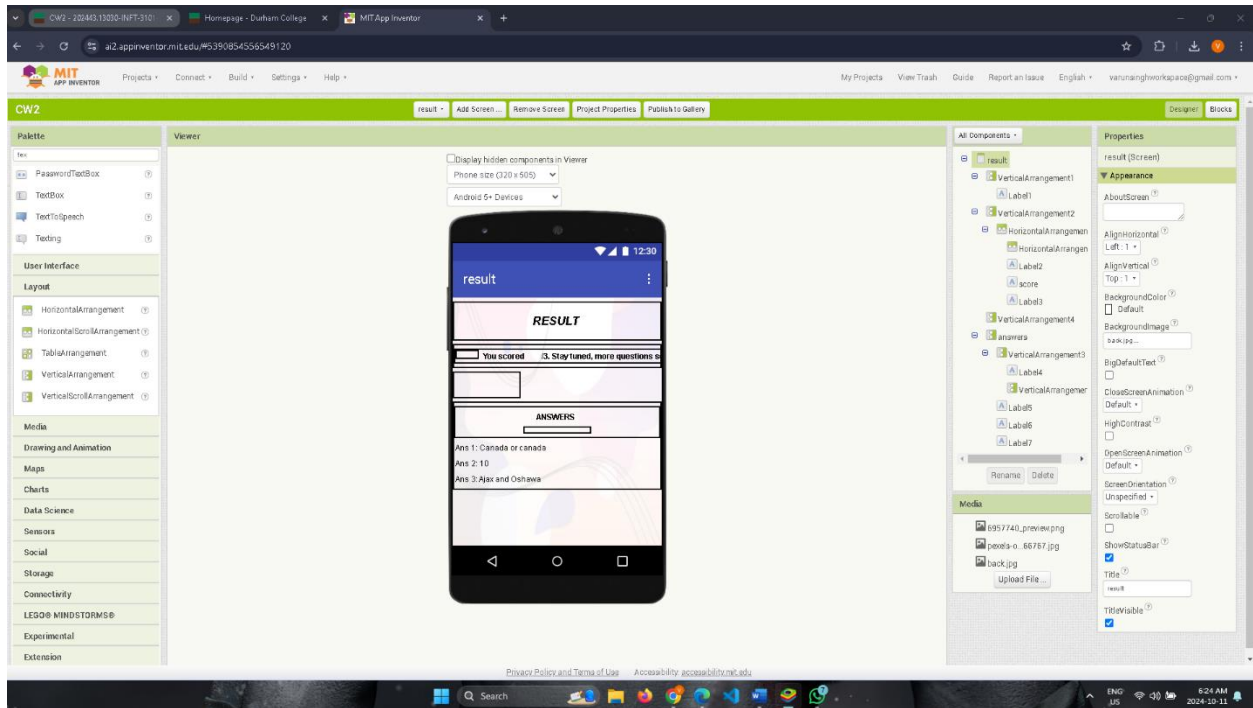 CW2 - 202443.13030-INFT-3101
Homepage - Durham College
MIT App Inventor
ai2.appinventor.mit.edu/#5390854556549120
MIT
APP INVENTOR
Projects
Connect
Build
Settings
Help
My Projects
View Trash
Guide
Report an Issue
English
varunsinghworkspace@gmail.com
CW2
result
Add Screen ...
Remove Screen
Project Properties
Publish to Gallery
Designer
Blocks
Palette
PasswordTextBox
TextBox
TextToSpeech
Texting
User Interface
Layout
HorizontalArrangement
HorizontalScrollArrangement
TableArrangement
VerticalArrangement
VerticalScrollArrangement
Media
Drawing and Animation
Maps
Charts
Data Science
Sensors
Social
Storage
Connectivity
LEGO® MINDSTORMS®
Experimental
Extension
Viewer
Display hidden components in Viewer
Phone size (320 x 505)
Android 5+ Devices
12:30
result
RESULT
You scored /3. Stay tuned, more questions s
ANSWERS
Ans 1: Canada or canada
Ans 2: 10
Ans 3: Ajax and Oshawa
All Components
result
VerticalArrangement1
Label1
VerticalArrangement2
HorizontalArrangemen
HorizontalArrangen
Label2
score
Label3
VerticalArrangement4
answers
VerticalArrangement3
Label4
VerticalArrangemer
Label5
Label6
Label7
Rename
Delete
Media
6957740_preview.png
pexels-o...66767.jpg
back.jpg
Upload File ...
Properties
result (Screen)
Appearance
AboutScreen
AlignHorizontal
Left : 1
AlignVertical
Top : 1
BackgroundColor
Default
BackgroundImage
back.jpg...
BigDefaultText
CloseScreenAnimation
Default
HighContrast
OpenScreenAnimation
Default
ScreenOrientation
Unspecified
Scrollable
ShowStatusBar
Title
result
TitleVisible
Privacy Policy and Terms of Use
Accessibility: accessibility.mit.edu
Search
ENG
US
6:24 AM
2024-10-11